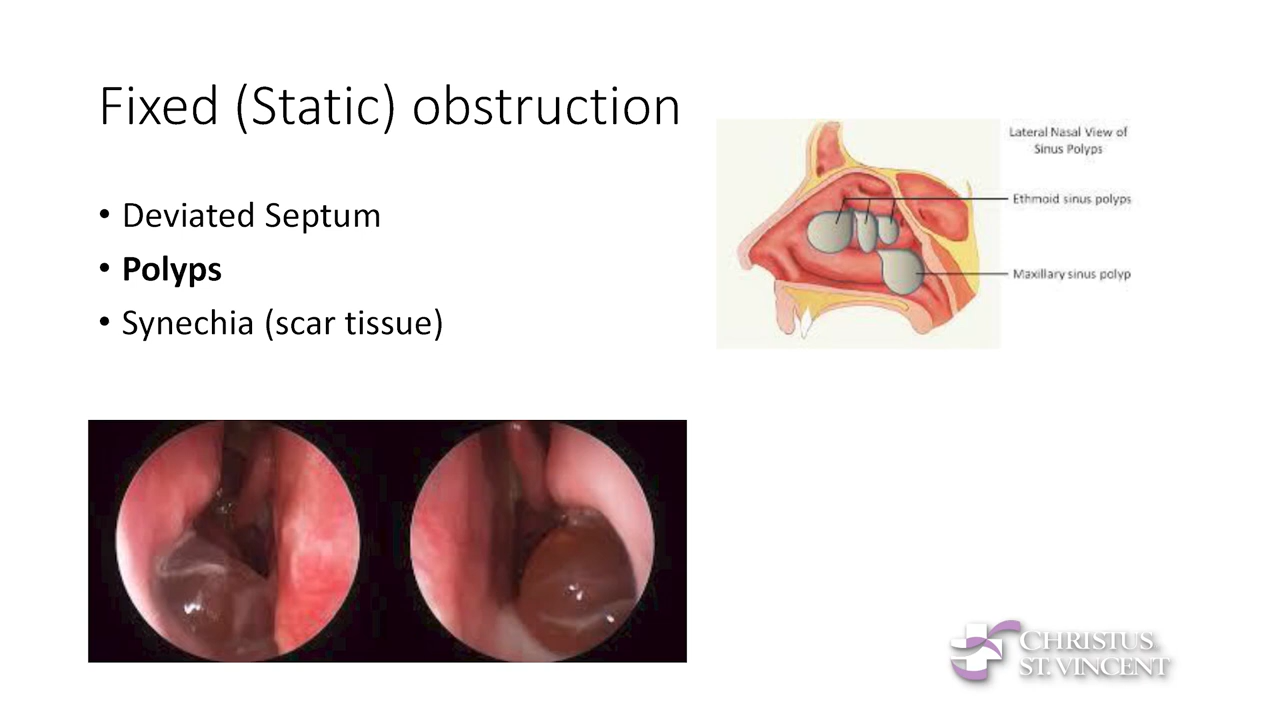 Fixed (Static) obstruction
• Deviated Septum
• Polyps
• Synechia (scar tissue)
Lateral Nasal View of
Sinus Polyps
Ethmoid sinus polyps
Maxillary sinus polyp
CHRISTUS
ST. VINCENT